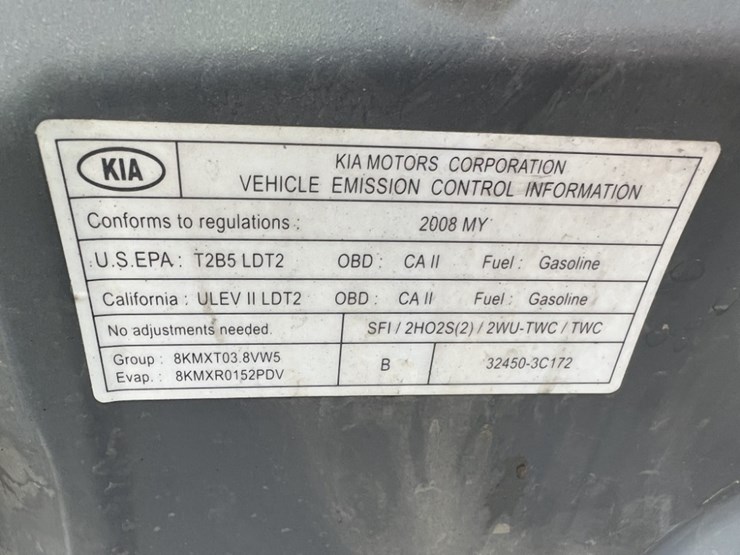 KIA
KIA MOTORS CORPORATION
VEHICLE EMISSION CONTROL INFORMATION
Conforms to regulations : 2008 MY
U.S.EPA : T2B5 LDT2 OBD : CA II Fuel : Gasoline
California : ULEV II LDT2 OBD : CA II Fuel : Gasoline
No adjustments needed. SFI / 2HO2S(2) / 2WU-TWC / TWC
Group : 8KMXT03.8VW5
Evap. : 8KMXR0152PDV
B 32450-3C172